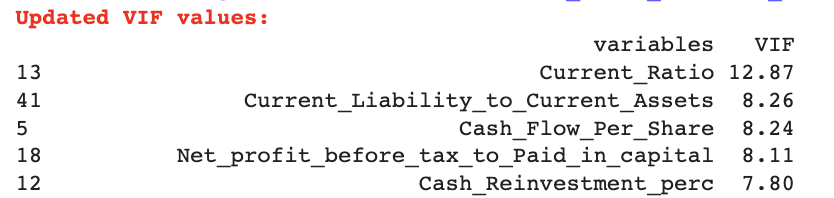 Updated VIF values:
variables VIF
13 Current_Ratio 12.87
41 Current_Liability_to_Current_Assets 8.26
5 Cash_Flow_Per_Share 8.24
18 Net_profit_before_tax_to_Paid_in_capital 8.11
12 Cash_Reinvestment_perc 7.80